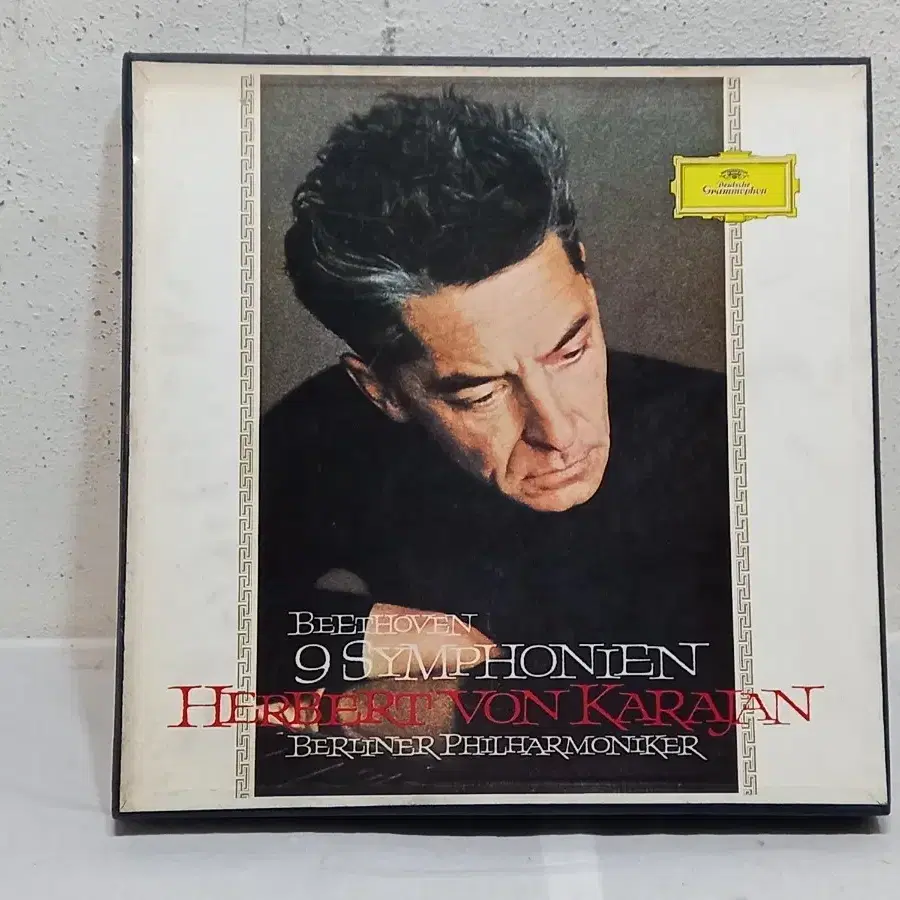 Deutsche
Grammophon
BEETHOVEN
9 SYMPHONIEN
HERBERT VON KARAJAN
BERLINER PHILHARMONIKER